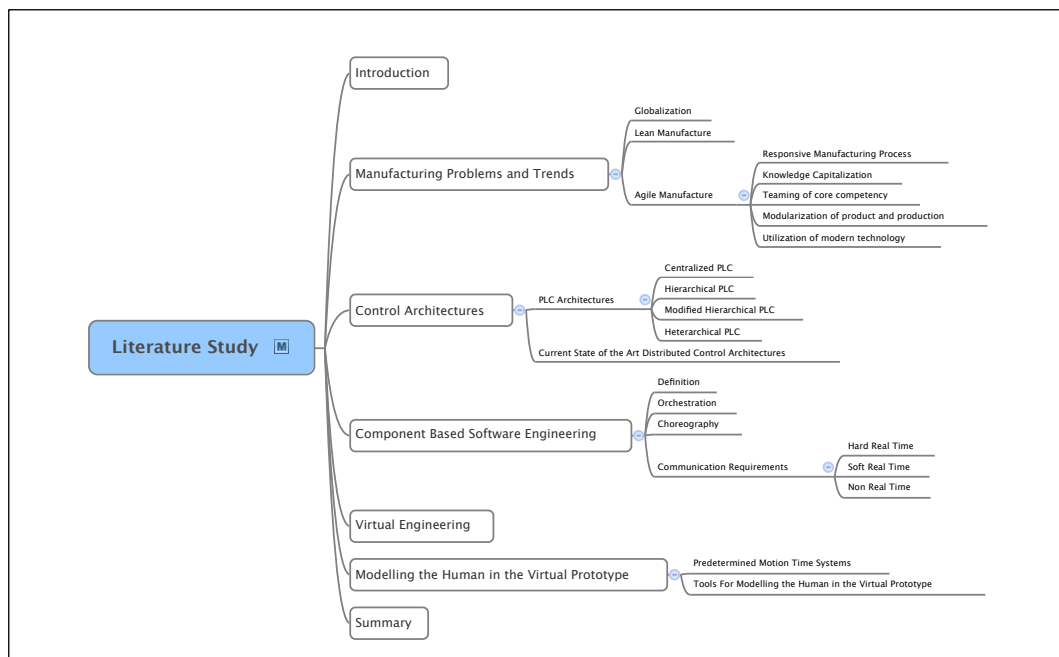 Literature Study
M
Introduction
Manufacturing Problems and Trends
Globalization
Lean Manufacture
Agile Manufacture
Responsive Manufacturing Process
Knowledge Capitalization
Teaming of core competency
Modularization of product and production
Utilization of modern technology
Control Architectures
PLC Architectures
Centralized PLC
Hierarchical PLC
Modified Hierarchical PLC
Heterarchical PLC
Current State of the Art Distributed Control Architectures
Component Based Software Engineering
Definition
Orchestration
Choreography
Communication Requirements
Hard Real Time
Soft Real Time
Non Real Time
Virtual Engineering
Modelling the Human in the Virtual Prototype
Predetermined Motion Time Systems
Tools For Modelling the Human in the Virtual Prototype
Summary